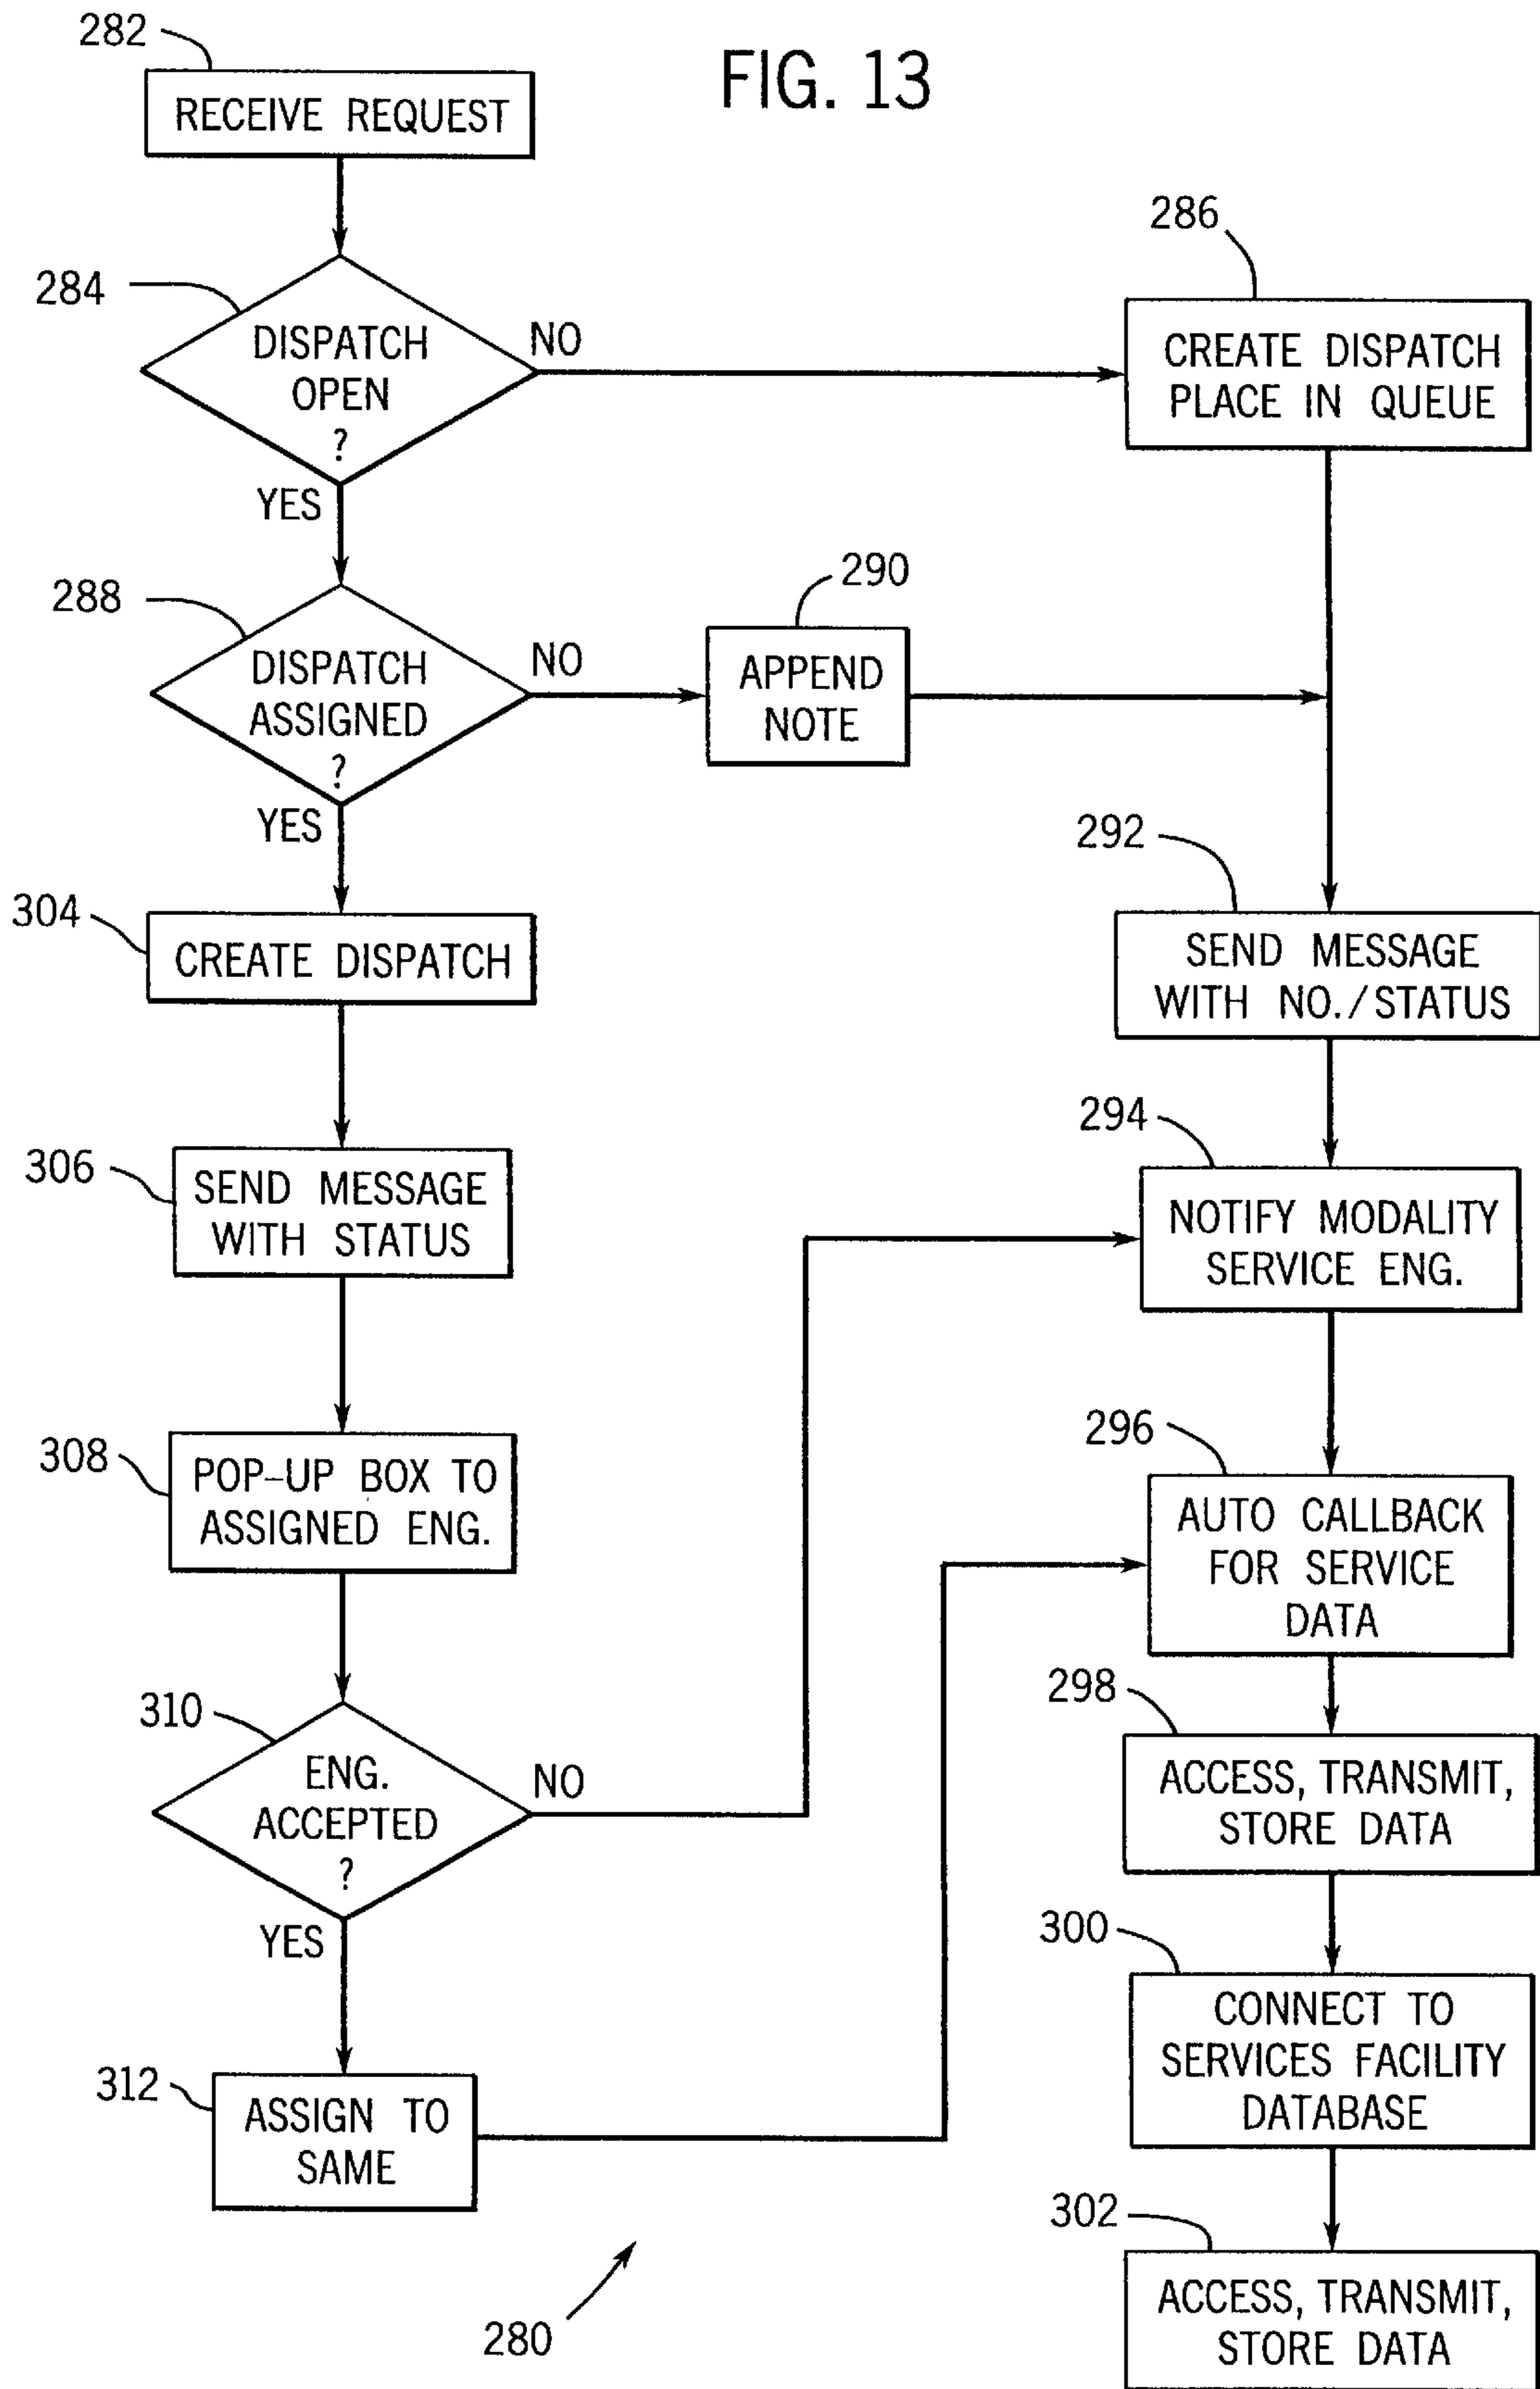 FIG. 13
282
RECEIVE REQUEST
284
DISPATCH
OPEN
?
NO
YES
286
CREATE DISPATCH
PLACE IN QUEUE
288
DISPATCH
ASSIGNED
?
NO
YES
290
APPEND
NOTE
292
SEND MESSAGE
WITH NO./STATUS
304
CREATE DISPATCH
294
NOTIFY MODALITY
SERVICE ENG.
306
SEND MESSAGE
WITH STATUS
296
AUTO CALLBACK
FOR SERVICE
DATA
308
POP-UP BOX TO
ASSIGNED ENG.
298
ACCESS, TRANSMIT,
STORE DATA
310
ENG.
ACCEPTED
?
NO
YES
300
CONNECT TO
SERVICES FACILITY
DATABASE
312
ASSIGN TO
SAME
302
ACCESS, TRANSMIT,
STORE DATA
280